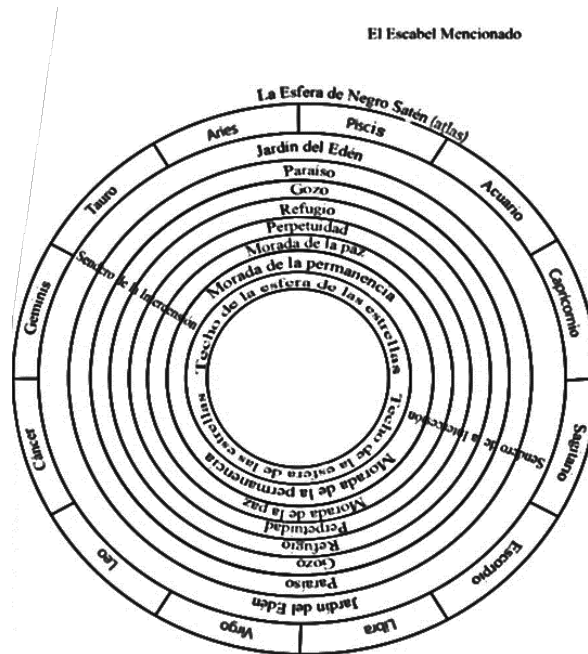 El Escabel Mencionado
La Esfera de Negro Satén (atlas)
Aries
Piscis
Acuario
Capricornio
Sagitario
Escorpio
Libra
Virgo
Leo
Cáncer
Geminis
Tauro
Jardín del Edén
Paraíso
Gozo
Refugio
Perpetuidad
Morada de la paz
Morada de la permanencia
Techo de la esfera de las estrellas
Sendero de la Intercensión
Sendero de la Intercesión
Techo de la esfera de las estrellas
Morada de la permanencia
Morada de la paz
Perpetuidad
Refugio
Gozo
Paraíso
Jardín del Edén